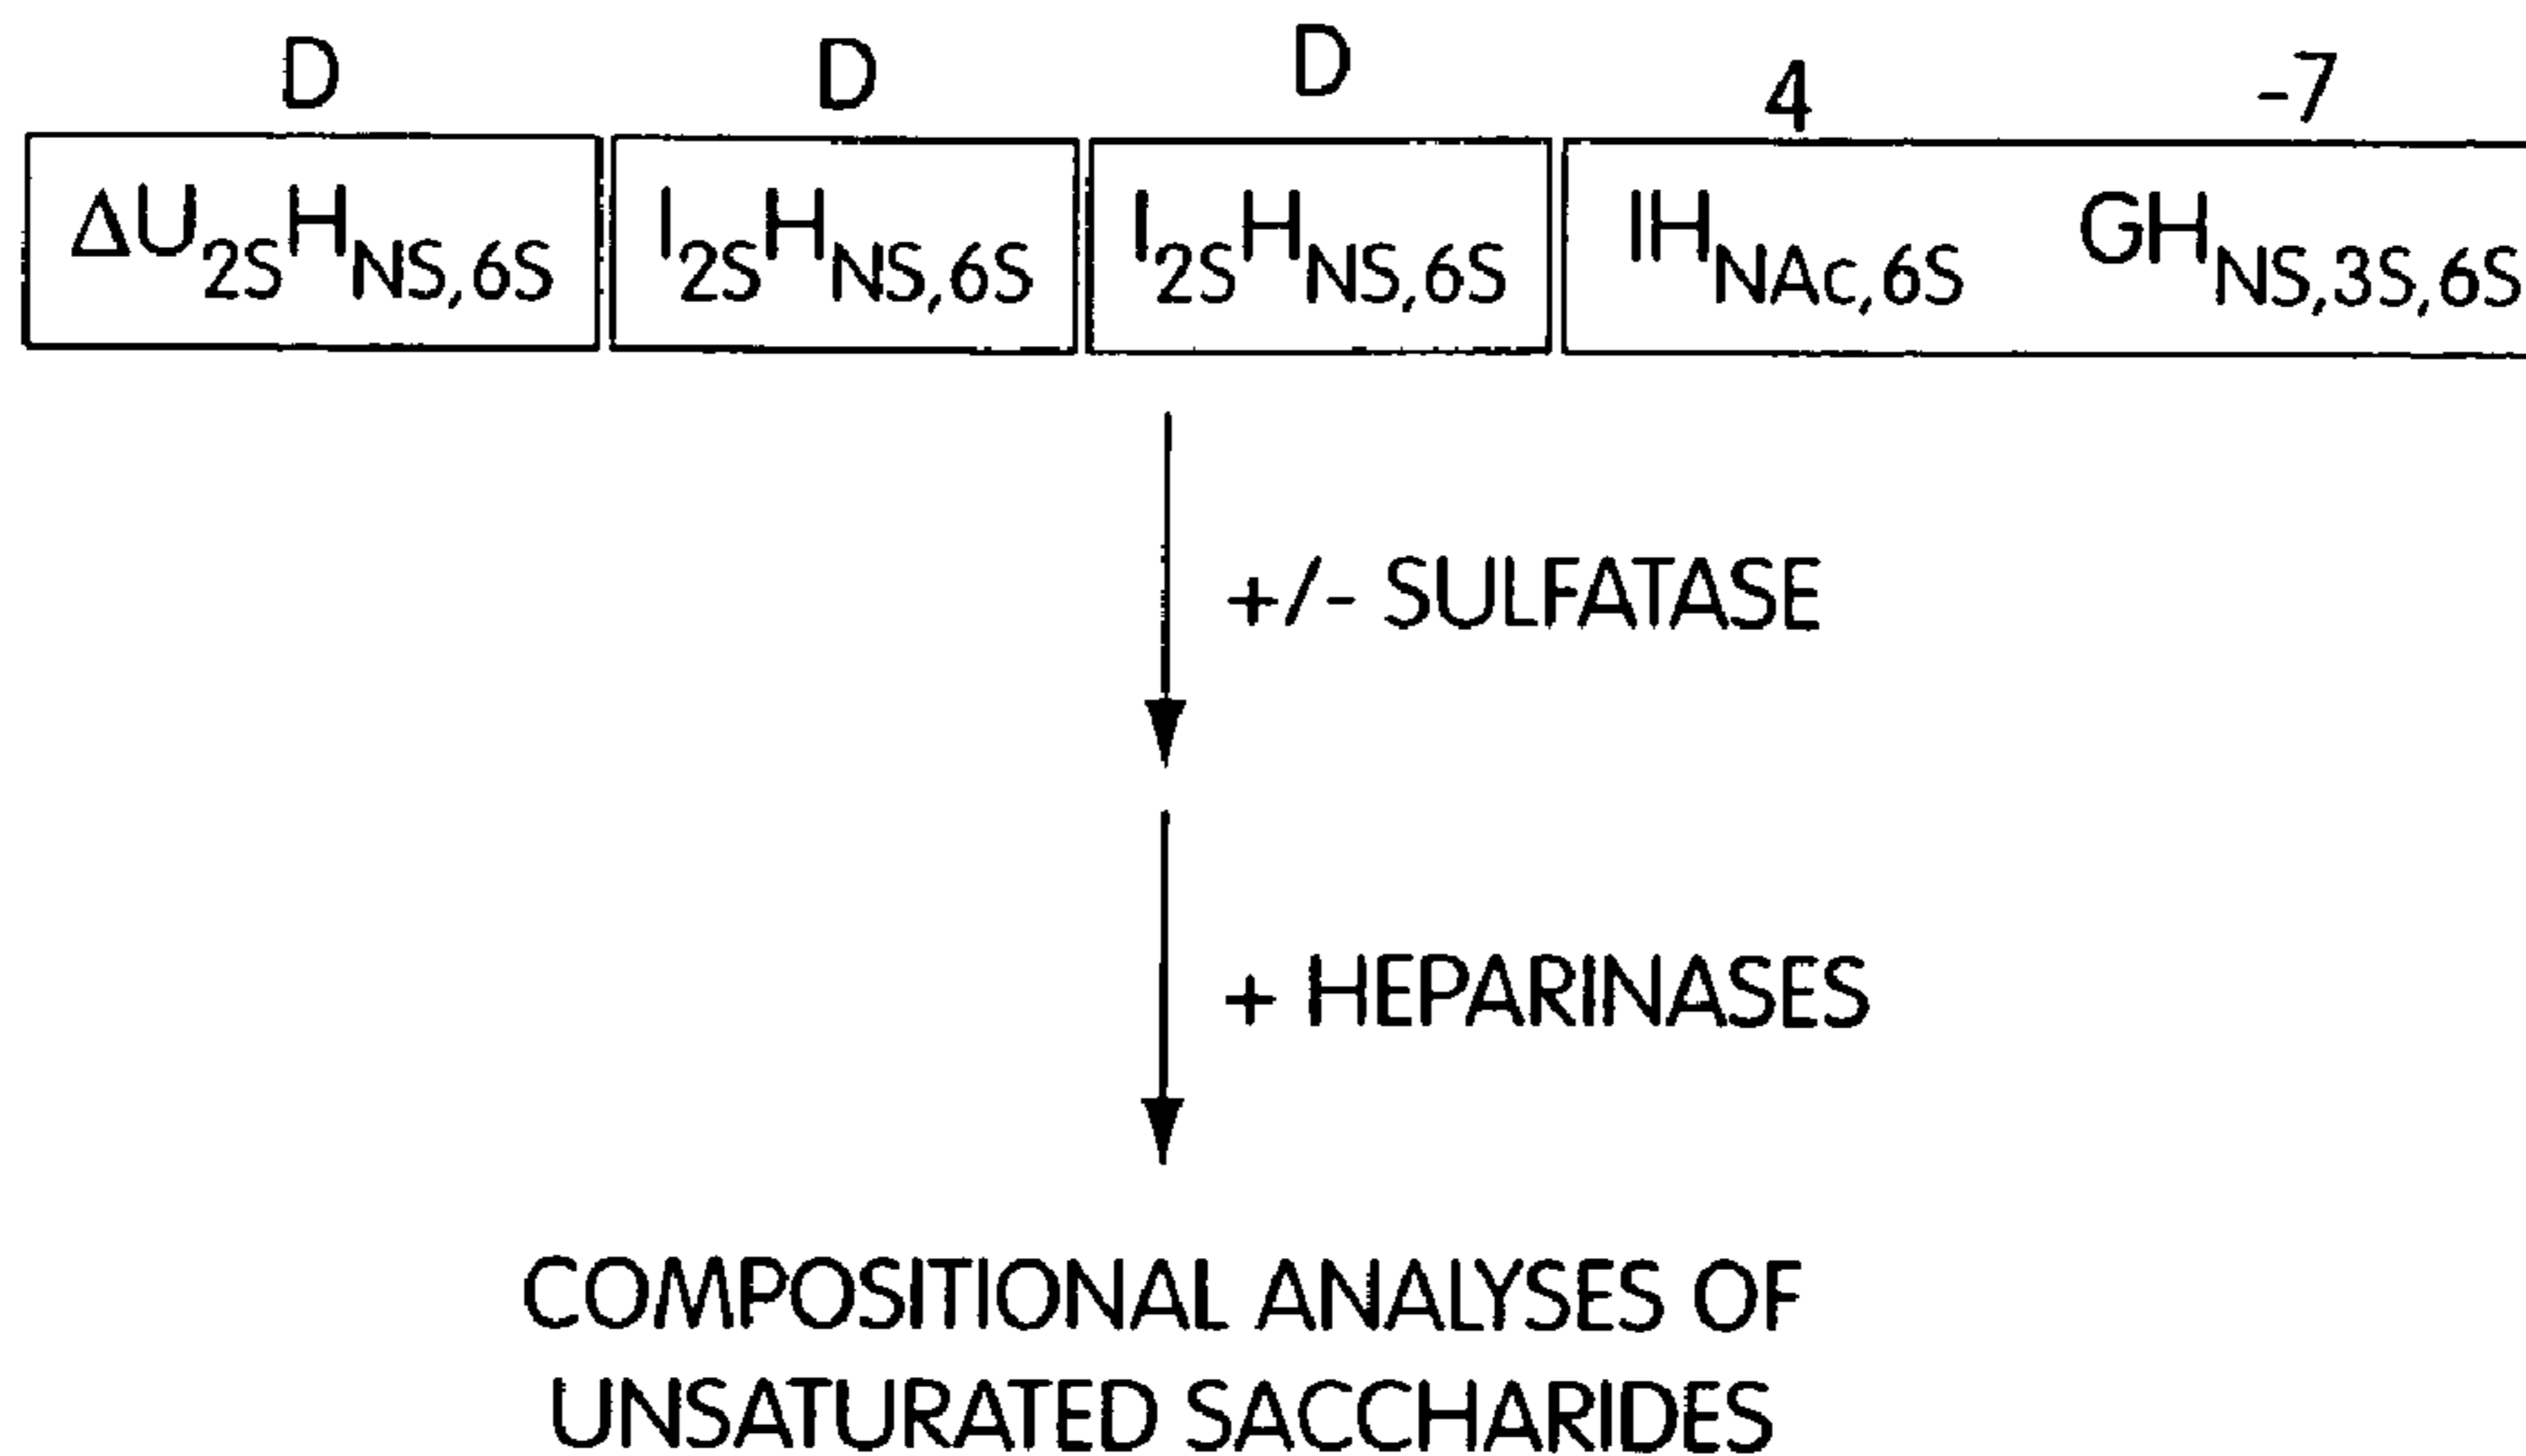 D D D 4 -7
ΔU2SHNS,6S I2SHNS,6S I2SHNS,6S IHNAc,6S GHNS,3S,6S
+/- SULFATASE
+ HEPARINASES
COMPOSITIONAL ANALYSES OF
UNSATURATED SACCHARIDES